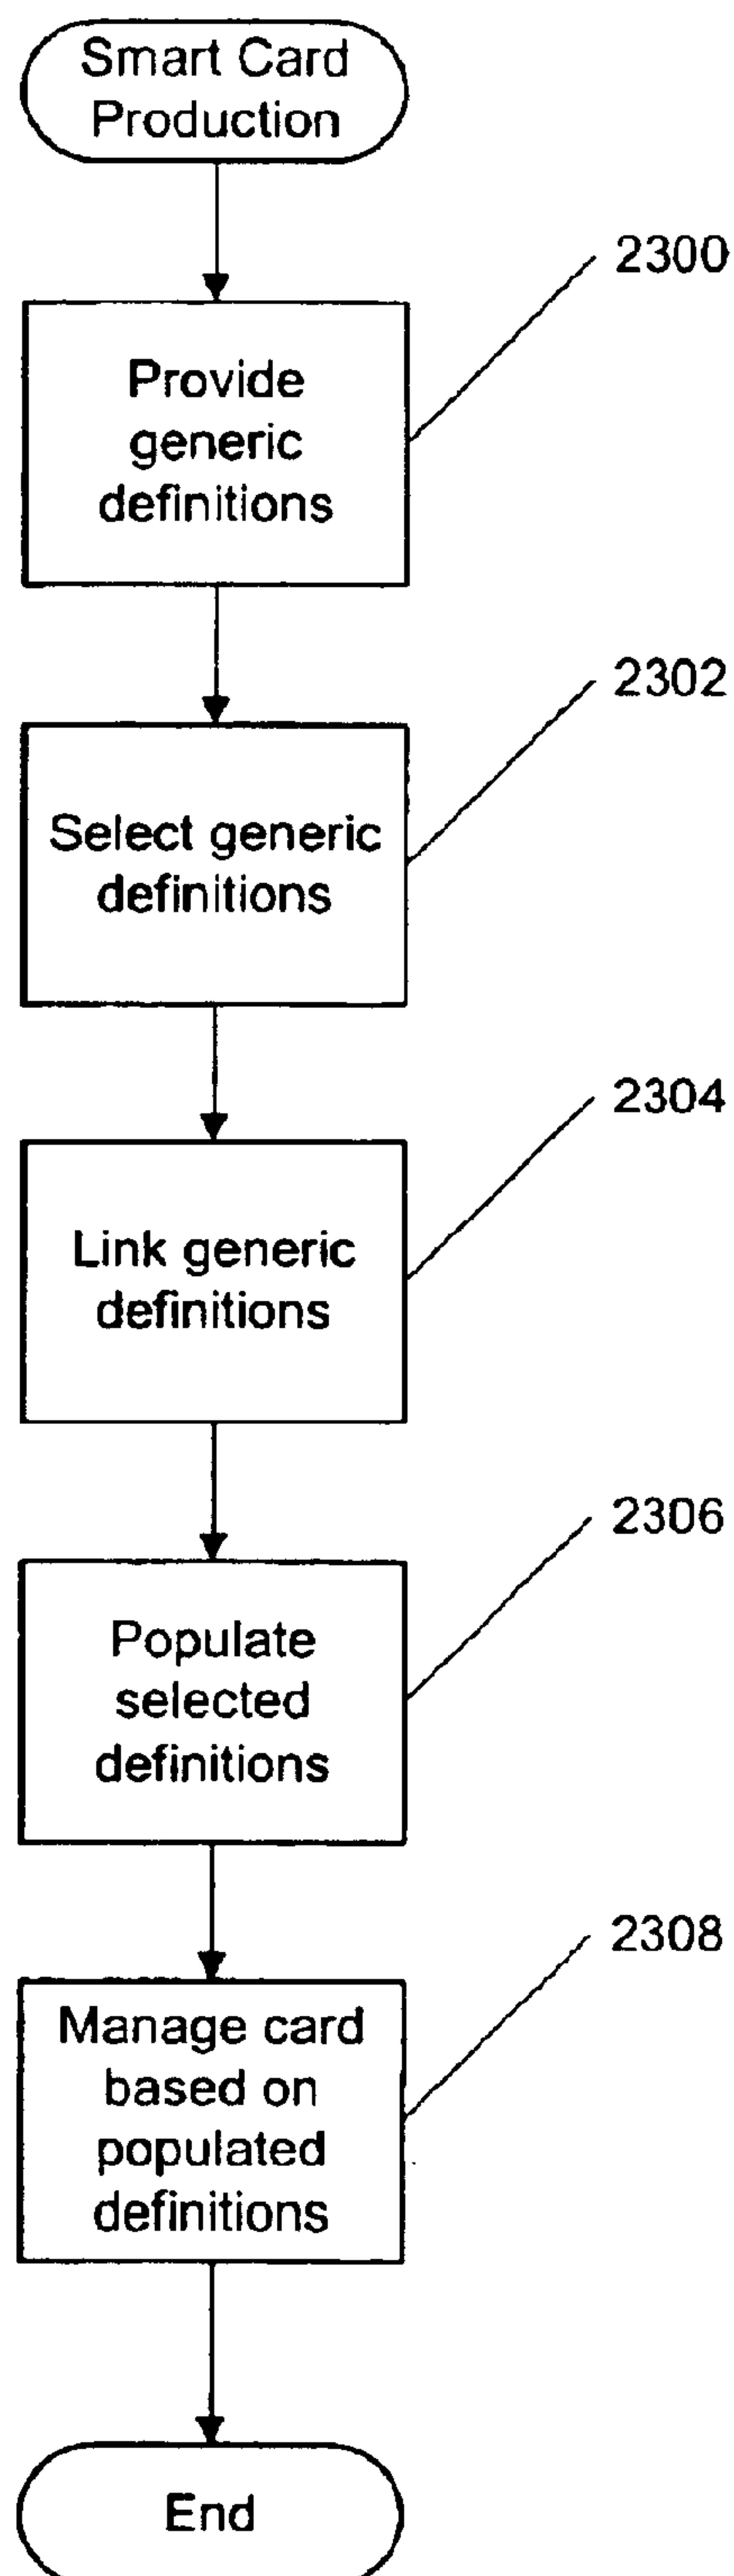 Smart Card
Production
2300
Provide
generic
definitions
2302
Select generic
definitions
2304
Link generic
definitions
2306
Populate
selected
definitions
2308
Manage card
based on
populated
definitions
End